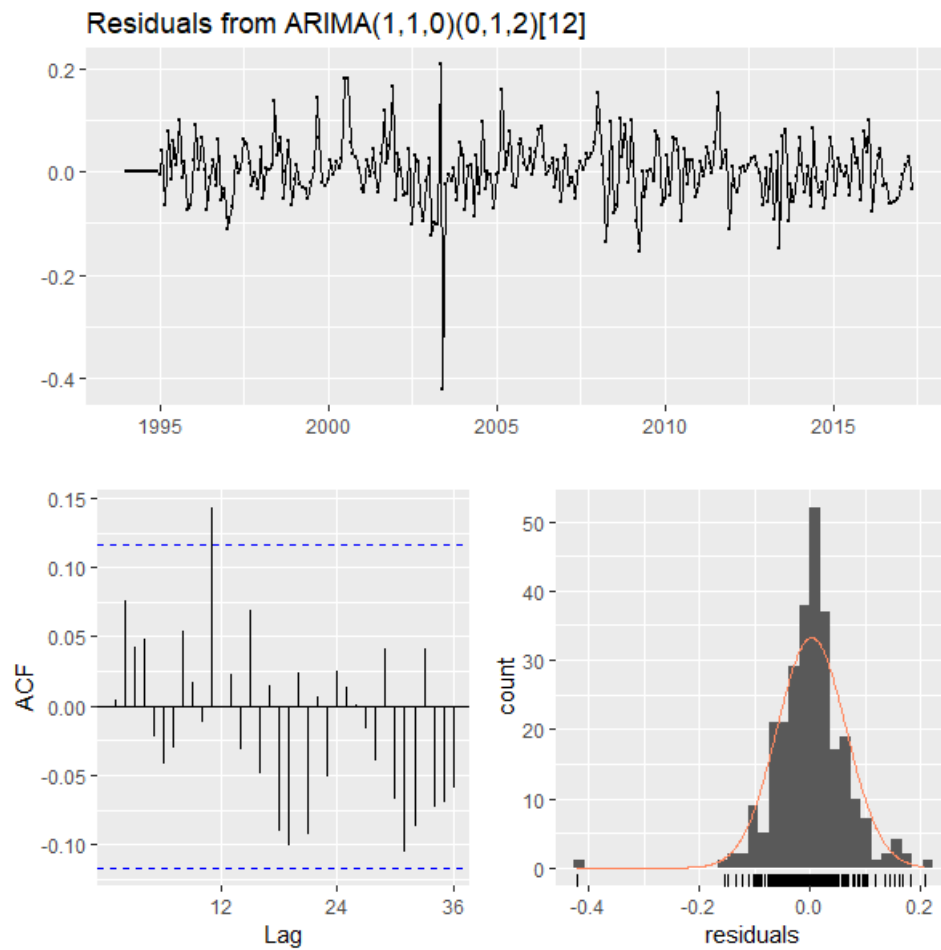 Residuals from ARIMA(1,1,0)(0,1,2)[12]
0.2
0.0
-0.2
-0.4
1995 2000 2005 2010 2015
0.15
0.10
0.05
0.00
-0.05
-0.10
ACF
12 24 36
Lag
50
40
30
20
10
0
count
-0.4 -0.2 0.0 0.2
residuals